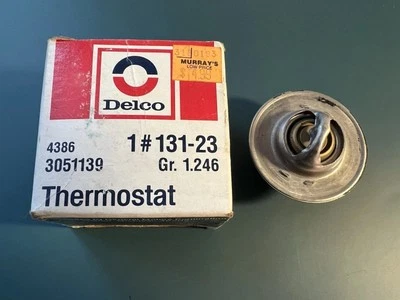 MURRAY'S
LOW PRICE
Delco
4386
1#131-23
3051139
Gr. 1.246
Thermostat